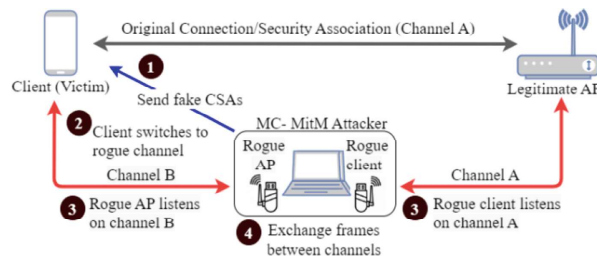 Original Connection/Security Association (Channel A)
1
Client (Victim)
Send fake CSAs
Legitimate AP
2 Client switches to
rogue channel
MC- MitM Attacker
Rogue
AP
Rogue
client
Channel B
Channel A
3 Rogue AP listens
on channel B
3 Rogue client listens
on channel A
4 Exchange frames
between channels